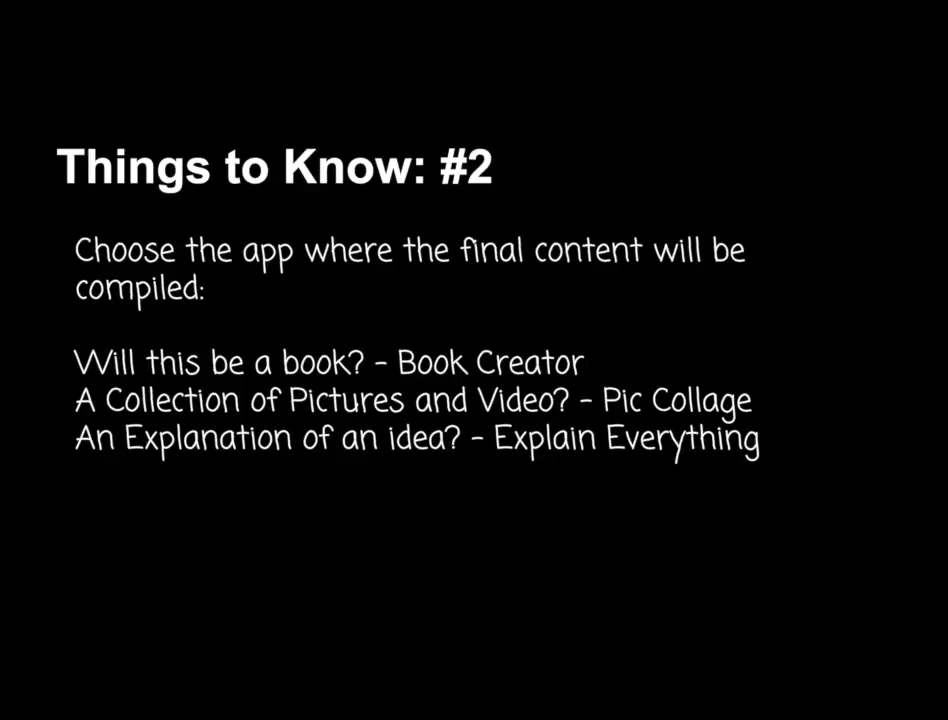 Things to Know: #2
Choose the app where the final content will be
compiled:
Will this be a book? - Book Creator
A Collection of Pictures and Video? - Pic Collage
An Explanation of an idea? - Explain Everything